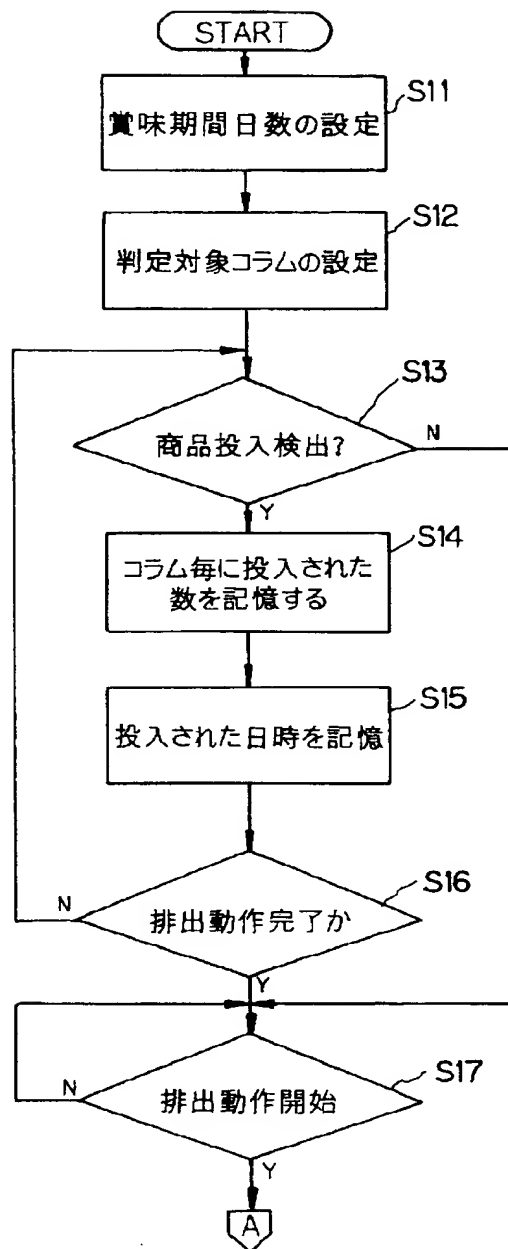 START
S11
賞味期間日数の設定
S12
判定対象コラムの設定
S13
商品投入検出?
N
Y
S14
コラム毎に投入された
数を記憶する
S15
投入された日時を記憶
S16
排出動作完了か
N
Y
S17
排出動作開始
N
Y
A